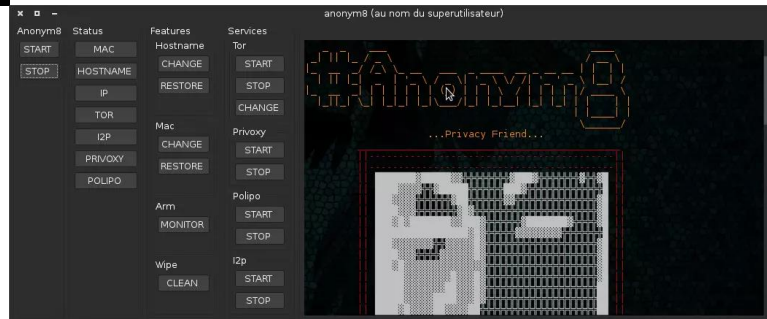 anonym8 (au nom du superutilisateur)
Anonym8
START
STOP
Status
MAC
HOSTNAME
IP
TOR
I2P
PRIVOXY
POLIPO
Features
Hostname
CHANGE
RESTORE
Mac
CHANGE
RESTORE
Arm
MONITOR
Wipe
CLEAN
Services
Tor
START
STOP
CHANGE
Privoxy
START
STOP
Polipo
START
STOP
I2p
START
STOP
#Anonym8
...Privacy Friend...